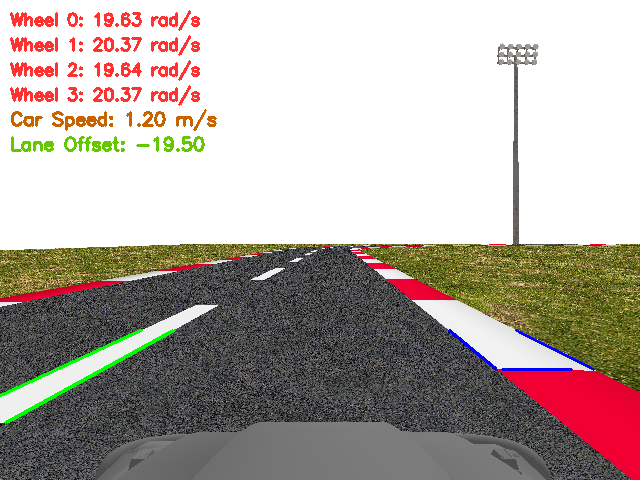 Wheel 0: 19.63 rad/s
Wheel 1: 20.37 rad/s
Wheel 2: 19.64 rad/s
Wheel 3: 20.37 rad/s
Car Speed: 1.20 m/s
Lane Offset: -19.50